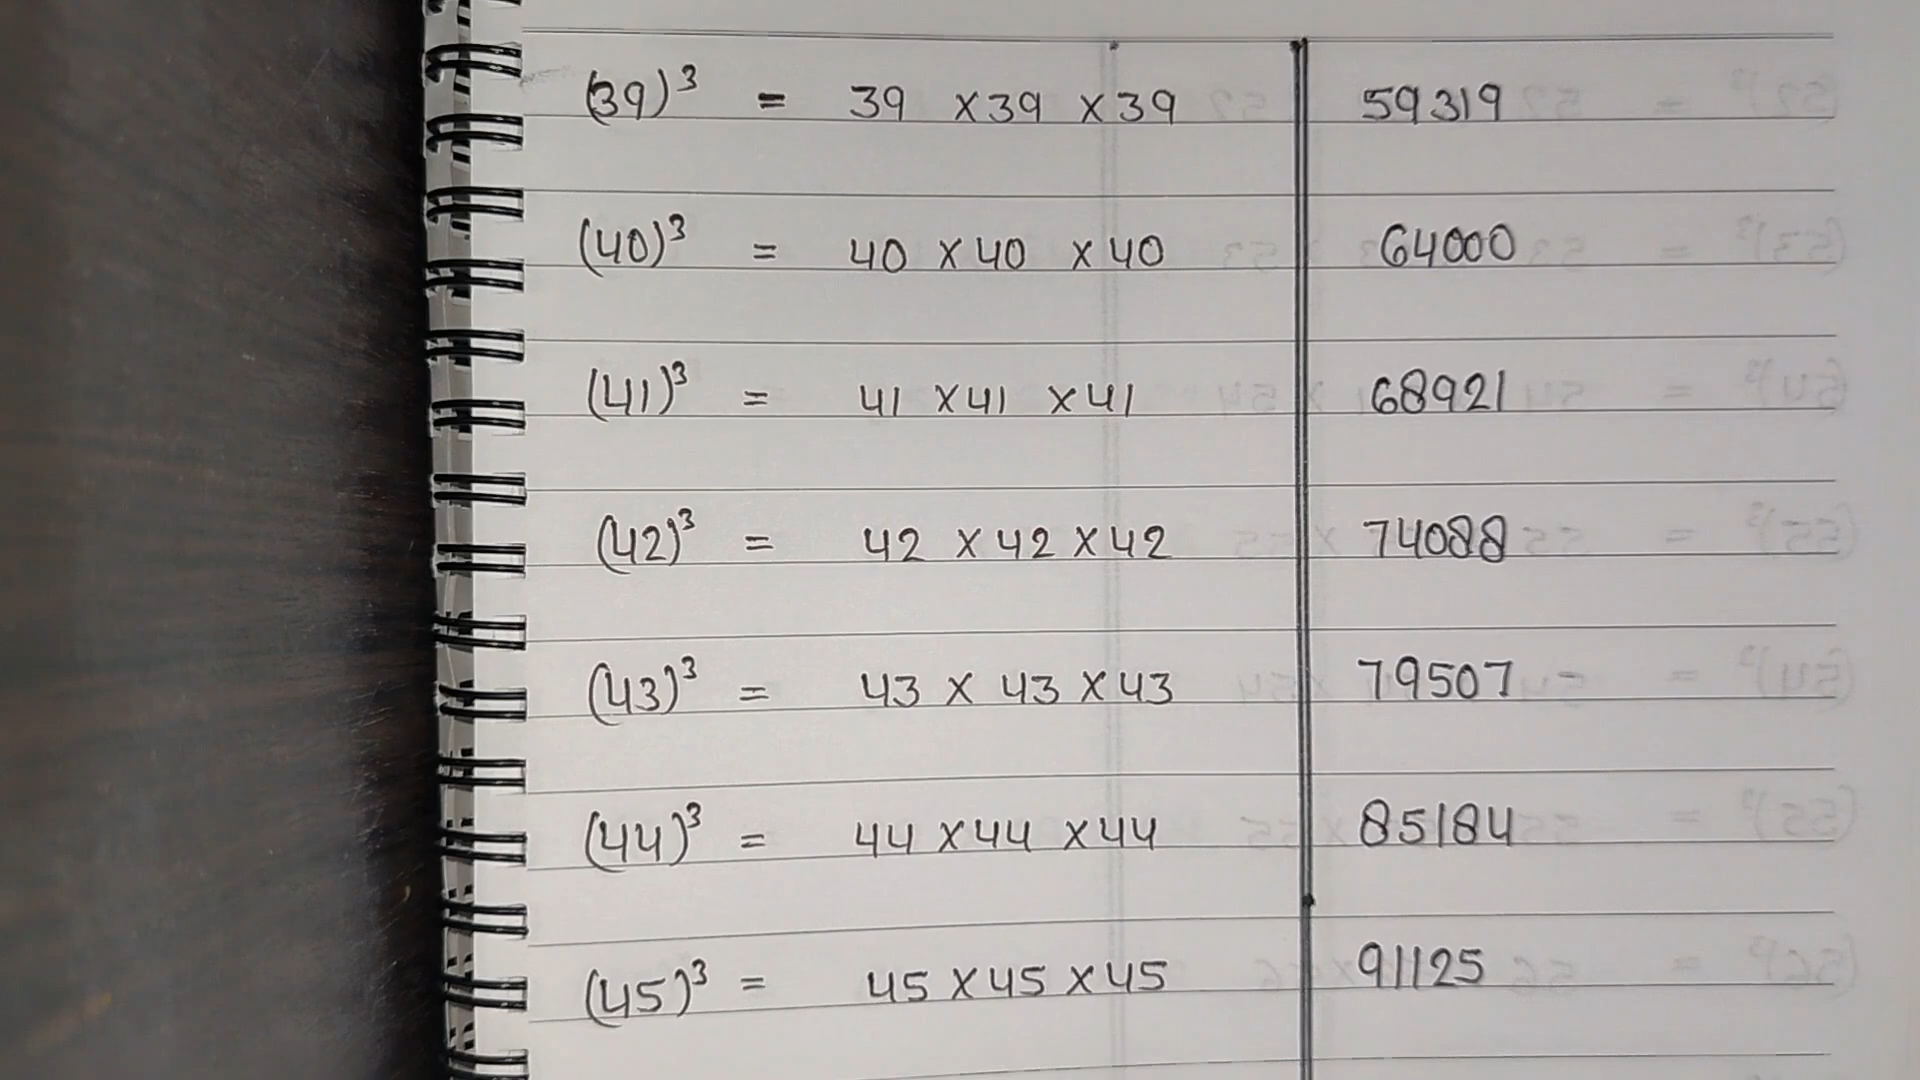 (39)³ = 39 × 39 × 39 59319
(40)³ = 40 × 40 × 40 64000
(41)³ = 41 × 41 × 41 68921
(42)³ = 42 × 42 × 42 74088
(43)³ = 43 × 43 × 43 79507
(44)³ = 44 × 44 × 44 85184
(45)³ = 45 × 45 × 45 91125